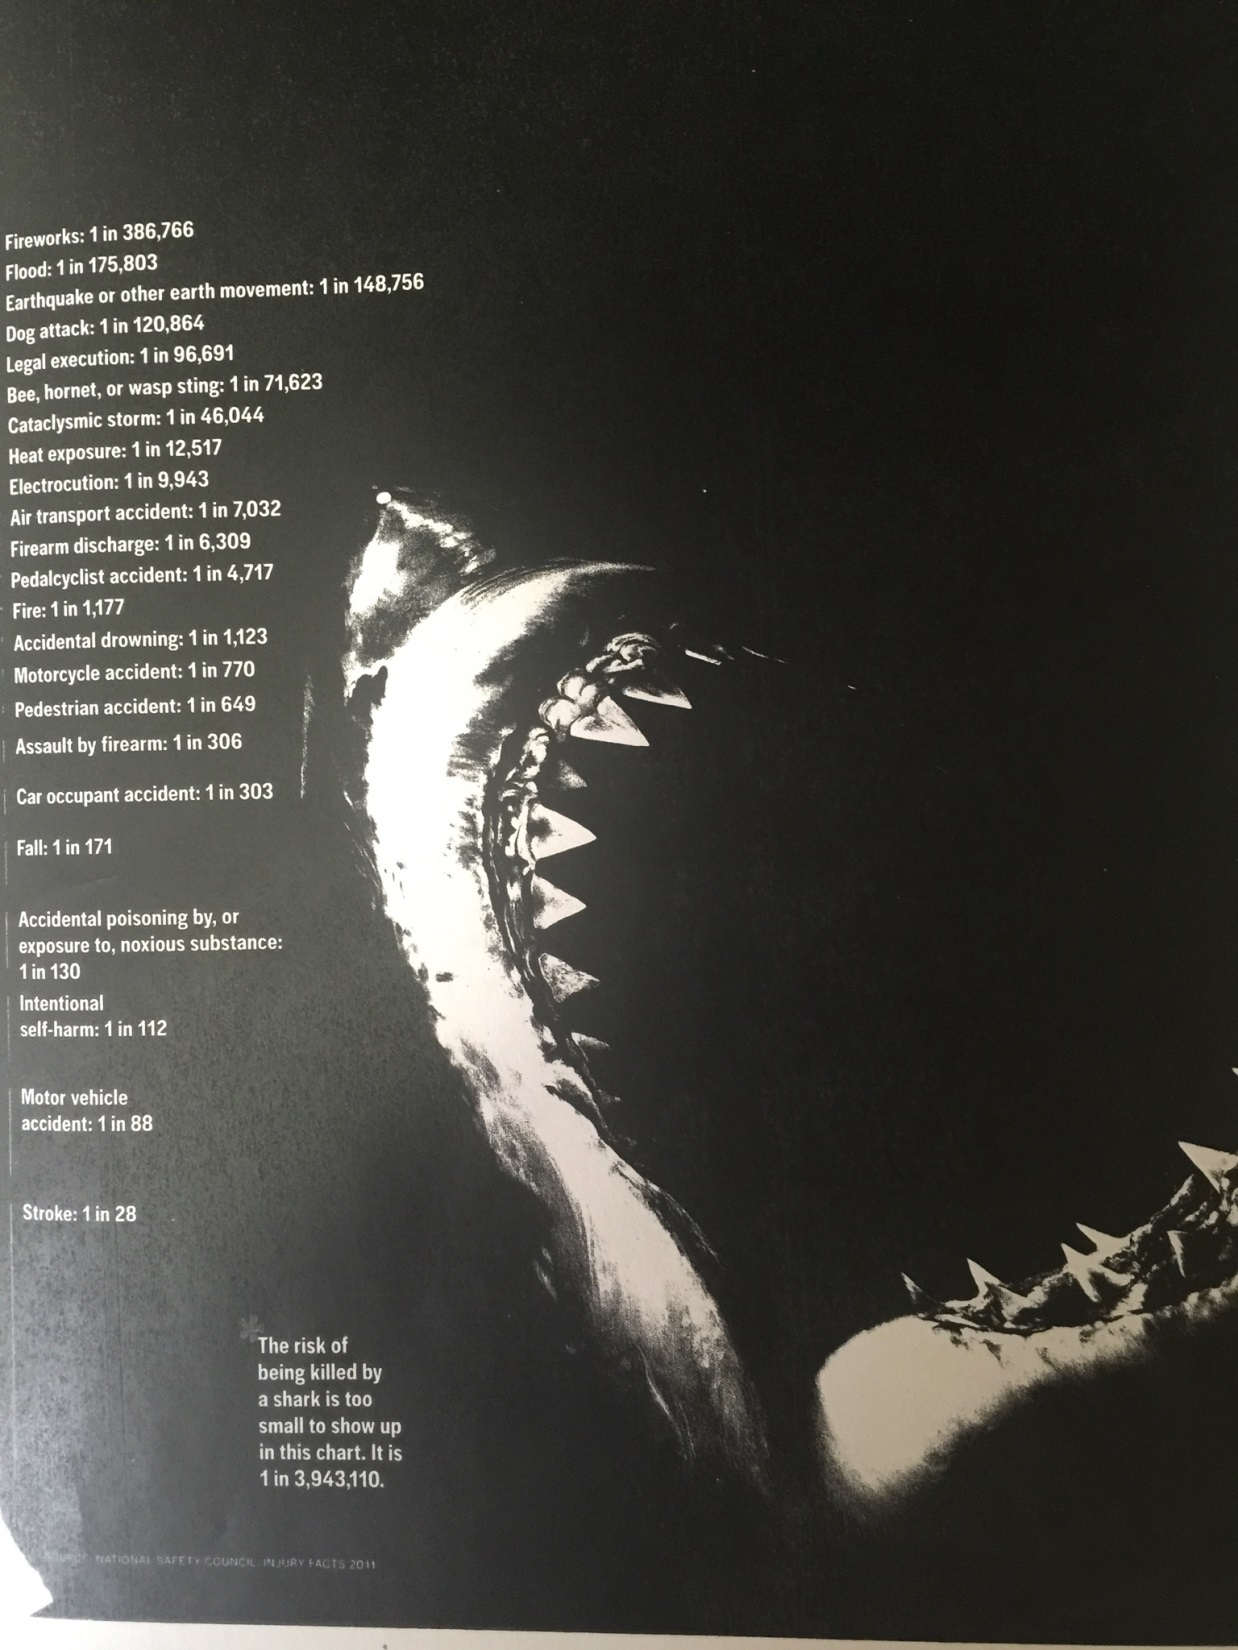 Fireworks: 1 in 386,766
Flood: 1 in 175,803
Earthquake or other earth movement: 1 in 148,756
Dog attack: 1 in 120,864
Legal execution: 1 in 96,691
Bee, hornet, or wasp sting: 1 in 71,623
Cataclysmic storm: 1 in 46,044
Heat exposure: 1 in 12,517
Electrocution: 1 in 9,943
Air transport accident: 1 in 7,032
Firearm discharge: 1 in 6,309
Pedalcyclist accident: 1 in 4,717
Fire: 1 in 1,177
Accidental drowning: 1 in 1,123
Motorcycle accident: 1 in 770
Pedestrian accident: 1 in 649
Assault by firearm: 1 in 306
Car occupant accident: 1 in 303
Fall: 1 in 171
Accidental poisoning by, or
exposure to, noxious substance:
1 in 130
Intentional
self-harm: 1 in 112
Motor vehicle
accident: 1 in 88
Stroke: 1 in 28
*The risk of
being killed by
a shark is too
small to show up
in this chart. It is
1 in 3,943,110.
SOURCE: NATIONAL SAFETY COUNCIL, INJURY FACTS 2011